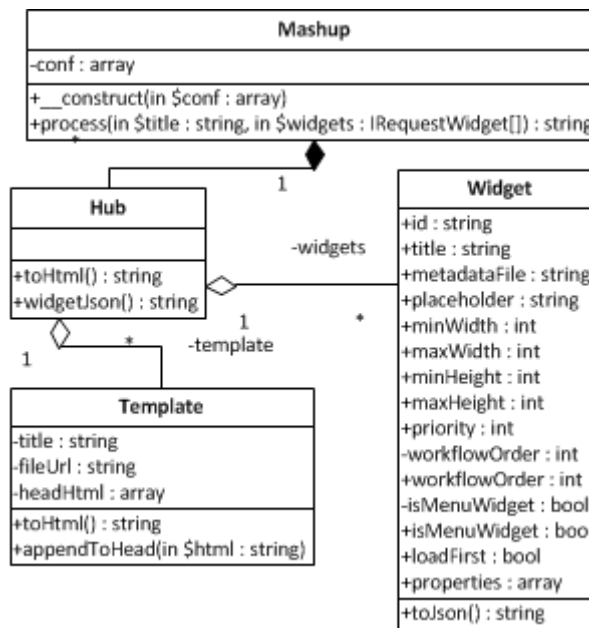 Mashup
-conf : array
+__construct(in $conf : array)
+process(in $title : string, in $widgets : IRequestWidget[]) : string
*
1
Hub
+toHtml() : string
+widgetJson() : string
-widgets
1
*
1
*
-template
Template
-title : string
-fileUrl : string
-headHtml : array
+toHtml() : string
+appendToHead(in $html : string)
Widget
+id : string
+title : string
+metadataFile : string
+placeholder : string
+minWidth : int
+maxWidth : int
+minHeight : int
+maxHeight : int
+priority : int
-workflowOrder : int
+workflowOrder : int
-isMenuWidget : bool
+isMenuWidget : bool
+loadFirst : bool
+properties : array
+toJson() : string